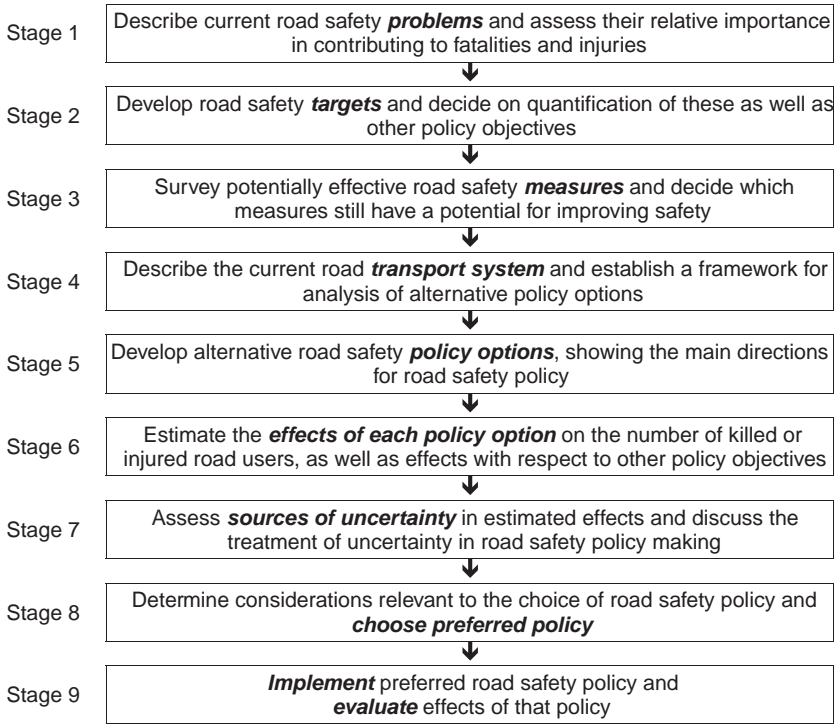 Stage 1
Describe current road safety problems and assess their relative importance
in contributing to fatalities and injuries
Stage 2
Develop road safety targets and decide on quantification of these as well as
other policy objectives
Stage 3
Survey potentially effective road safety measures and decide which
measures still have a potential for improving safety
Stage 4
Describe the current road transport system and establish a framework for
analysis of alternative policy options
Stage 5
Develop alternative road safety policy options, showing the main directions
for road safety policy
Stage 6
Estimate the effects of each policy option on the number of killed or
injured road users, as well as effects with respect to other policy objectives
Stage 7
Assess sources of uncertainty in estimated effects and discuss the
treatment of uncertainty in road safety policy making
Stage 8
Determine considerations relevant to the choice of road safety policy and
choose preferred policy
Stage 9
Implement preferred road safety policy and
evaluate effects of that policy